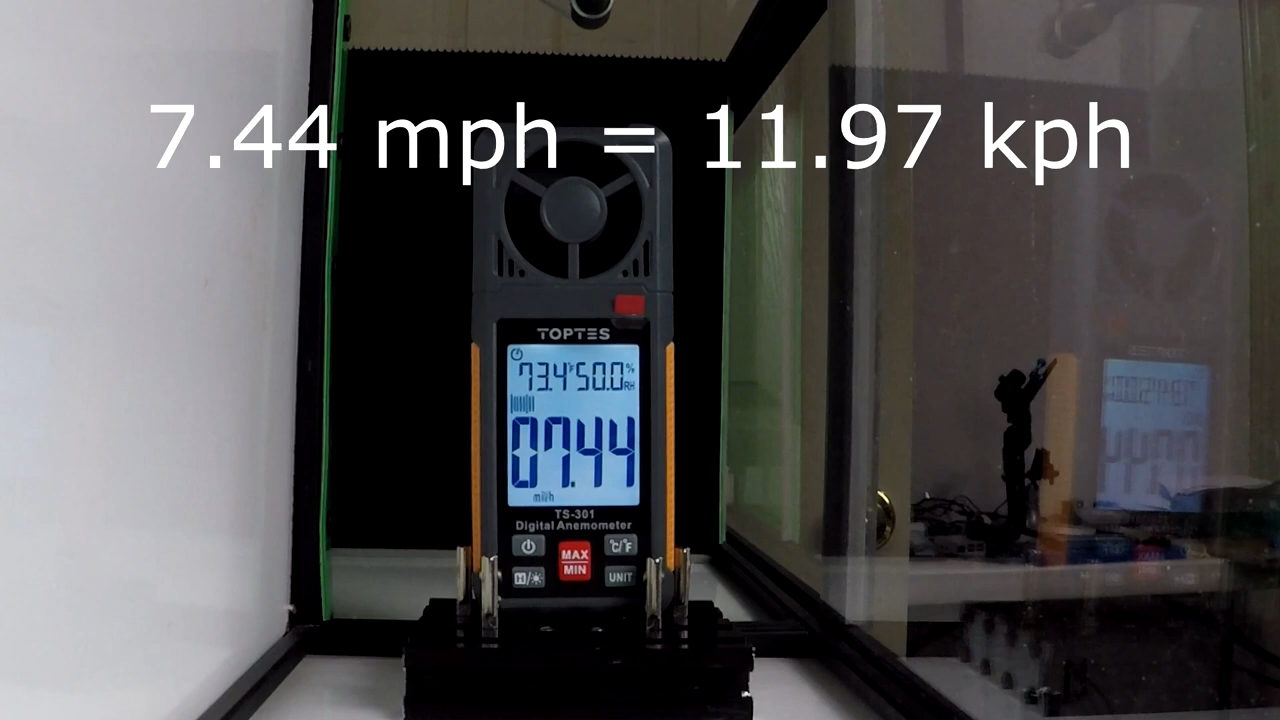 7.44 mph = 11.97 kph
TOPTES
73.4°F 50.0% RH
07.44
mil/h
TS-301
Digital Anemometer
MAX MIN
°C/°F
H/
UNIT